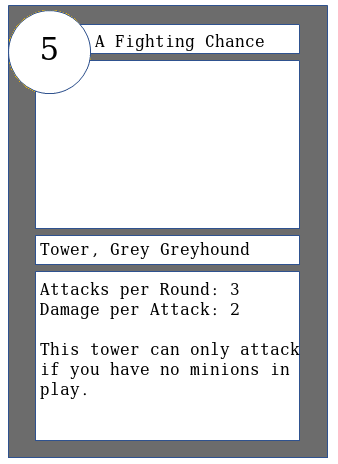 5
A Fighting Chance
Tower, Grey Greyhound
Attacks per Round: 3
Damage per Attack: 2
This tower can only attack
if you have no minions in
play.